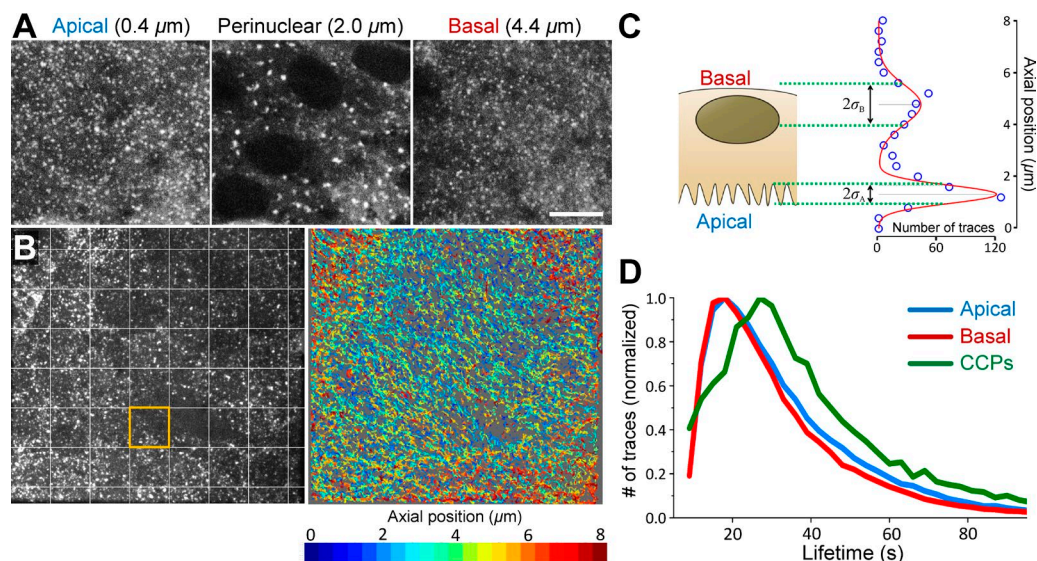 A
Apical (0.4 µm) Perinuclear (2.0 µm) Basal (4.4 µm)
B
Axial position (µm)
0 2 4 6 8
C
Basal
Apical
2σB
2σA
8
6
4
2
0
Axial position (µm)
Number of traces
0 60 120
D
1.0
0.8
0.6
0.4
0.2
0.0
# of traces (normalized)
Apical
Basal
CCPs
20 40 60 80
Lifetime (s)